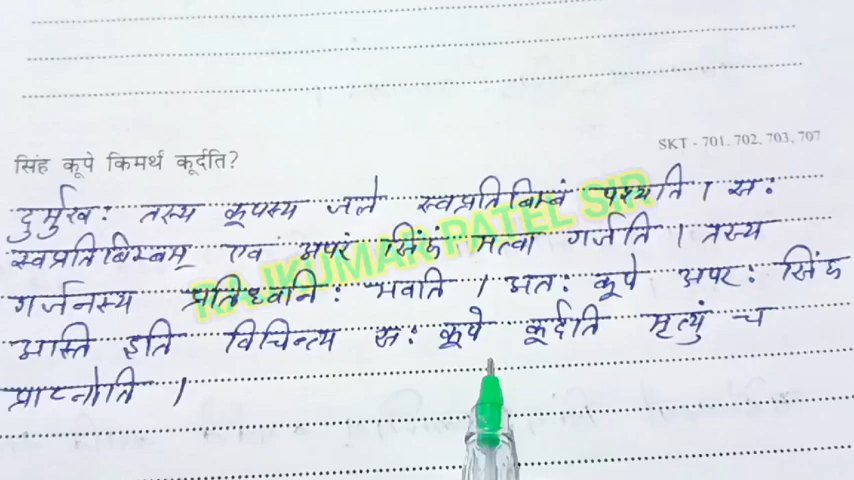 SKT - 701, 702, 703, 707
सिंह कूपे किमर्थं कूर्दति?
दुर्मुखः तस्य कूपस्य जले स्वप्रतिबिम्बं पश्यति । सः
स्वप्रतिबिम्बम् एवं अपरं सिंहं मत्वा गर्जति । तस्य
गर्जनस्य प्रतिध्वनिः भवति । अतः कूपे अपरः सिंह
आस्ति इति विचिन्त्य सः कूपे कूर्दति मृत्युं च
प्राप्नोति ।
RAJKUMAR PATEL SIR